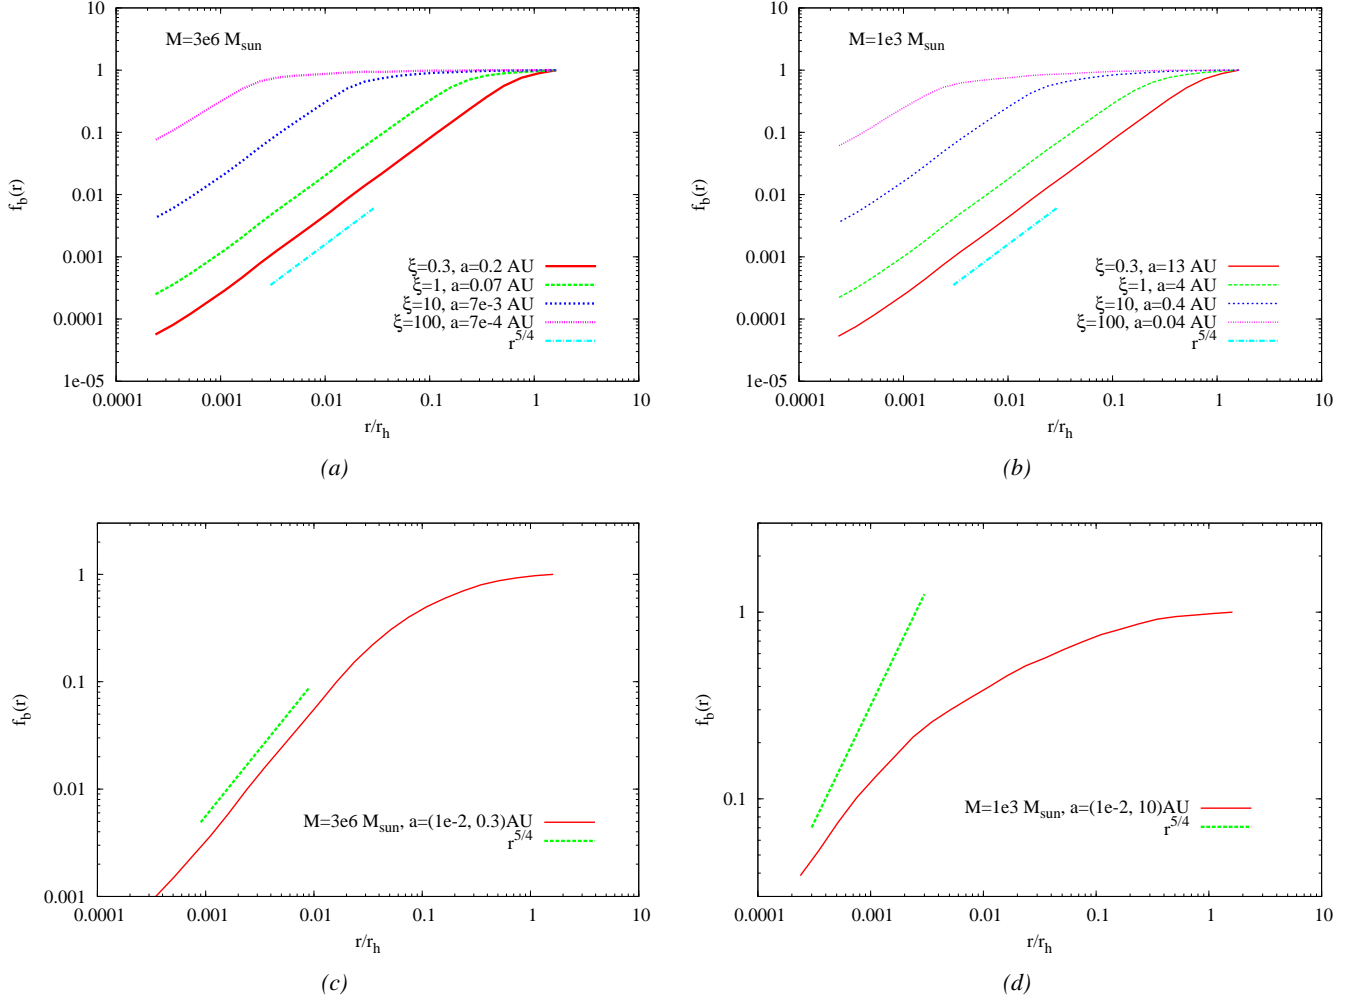 M=3e6 M_sun
10
1
0.1
0.01
0.001
0.0001
1e-05
f_b(r)
ξ=0.3, a=0.2 AU
ξ=1, a=0.07 AU
ξ=10, a=7e-3 AU
ξ=100, a=7e-4 AU
r^5/4
0.0001 0.001 0.01 0.1 1 10
r/r_h
(a)
M=1e3 M_sun
10
1
0.1
0.01
0.001
0.0001
1e-05
f_b(r)
ξ=0.3, a=13 AU
ξ=1, a=4 AU
ξ=10, a=0.4 AU
ξ=100, a=0.04 AU
r^5/4
0.0001 0.001 0.01 0.1 1 10
r/r_h
(b)
1
0.1
0.01
0.001
f_b(r)
M=3e6 M_sun, a=(1e-2, 0.3)AU
r^5/4
0.0001 0.001 0.01 0.1 1 10
r/r_h
(c)
1
0.1
f_b(r)
M=1e3 M_sun, a=(1e-2, 10)AU
r^5/4
0.0001 0.001 0.01 0.1 1 10
r/r_h
(d)